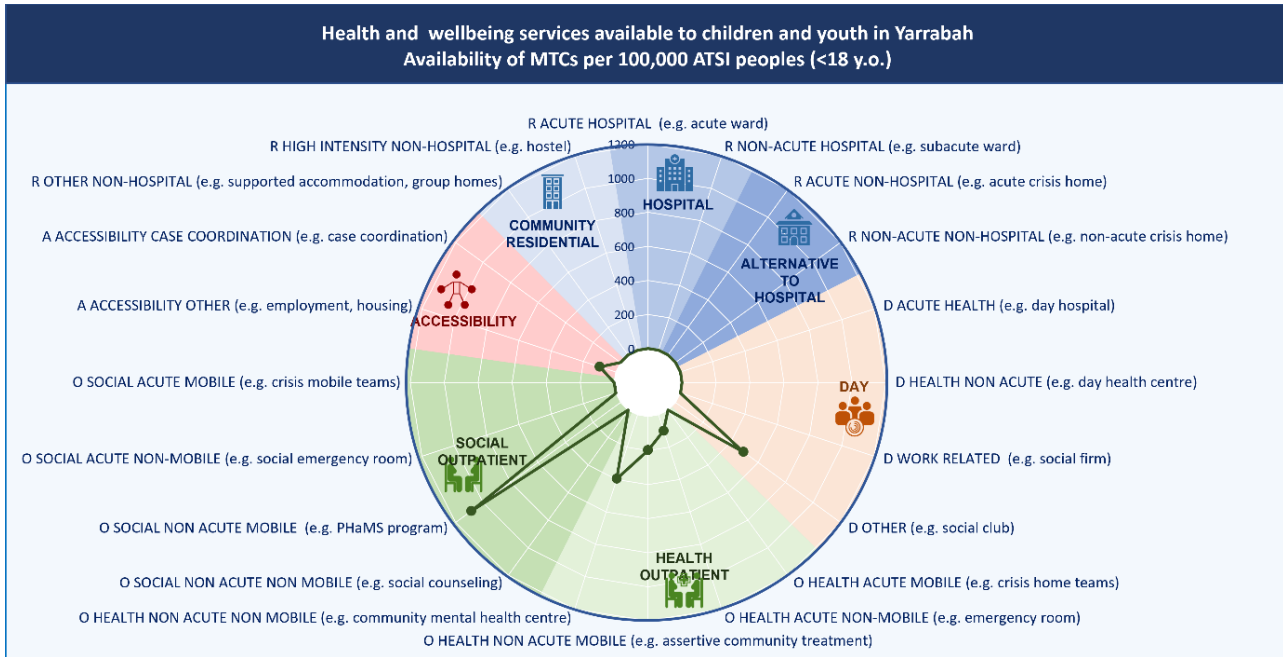 Health and wellbeing services available to children and youth in Yarrabah
Availability of MTCs per 100,000 ATSI peoples (<18 y.o.)
R ACUTE HOSPITAL (e.g. acute ward)
R HIGH INTENSITY NON-HOSPITAL (e.g. hostel)
1200
R NON-ACUTE HOSPITAL (e.g. subacute ward)
R OTHER NON-HOSPITAL (e.g. supported accommodation, group homes)
1000
R ACUTE NON-HOSPITAL (e.g. acute crisis home)
HOSPITAL
800
COMMUNITY
RESIDENTIAL
A ACCESSIBILITY CASE COORDINATION (e.g. case coordination)
600
R NON-ACUTE NON-HOSPITAL (e.g. non-acute crisis home)
ALTERNATIVE
TO
HOSPITAL
400
A ACCESSIBILITY OTHER (e.g. employment, housing)
D ACUTE HEALTH (e.g. day hospital)
200
ACCESSIBILITY
0
O SOCIAL ACUTE MOBILE (e.g. crisis mobile teams)
DAY
D HEALTH NON ACUTE (e.g. day health centre)
SOCIAL
OUTPATIENT
O SOCIAL ACUTE NON-MOBILE (e.g. social emergency room)
D WORK RELATED (e.g. social firm)
O SOCIAL NON ACUTE MOBILE (e.g. PHaMS program)
D OTHER (e.g. social club)
HEALTH
OUTPATIENT
O SOCIAL NON ACUTE NON MOBILE (e.g. social counseling)
O HEALTH ACUTE MOBILE (e.g. crisis home teams)
O HEALTH NON ACUTE NON MOBILE (e.g. community mental health centre)
O HEALTH ACUTE NON-MOBILE (e.g. emergency room)
O HEALTH NON ACUTE MOBILE (e.g. assertive community treatment)